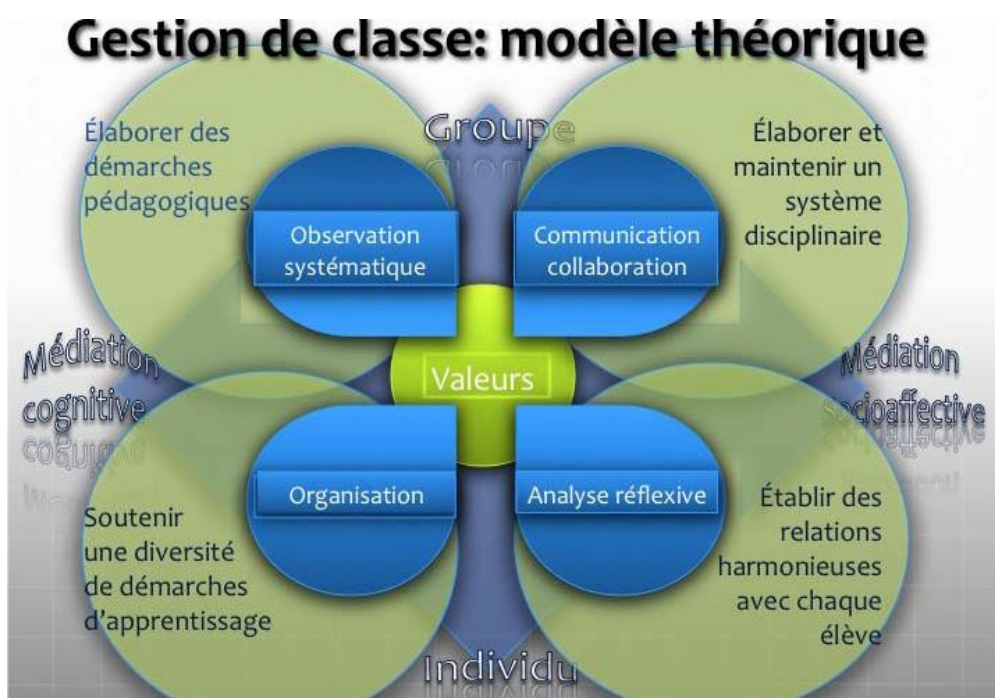 Gestion de classe: modèle théorique
Groupe
Élaborer des
démarches
pédagogiques
Élaborer et
maintenir un
système
disciplinaire
Observation
systématique
Communication
collaboration
Médiation
cognitive
Valeurs
Médiation
socioaffective
Organisation
Analyse réflexive
Soutenir
une diversité
de démarches
d'apprentissage
Établir des
relations
harmonieuses
avec chaque
élève
Individu